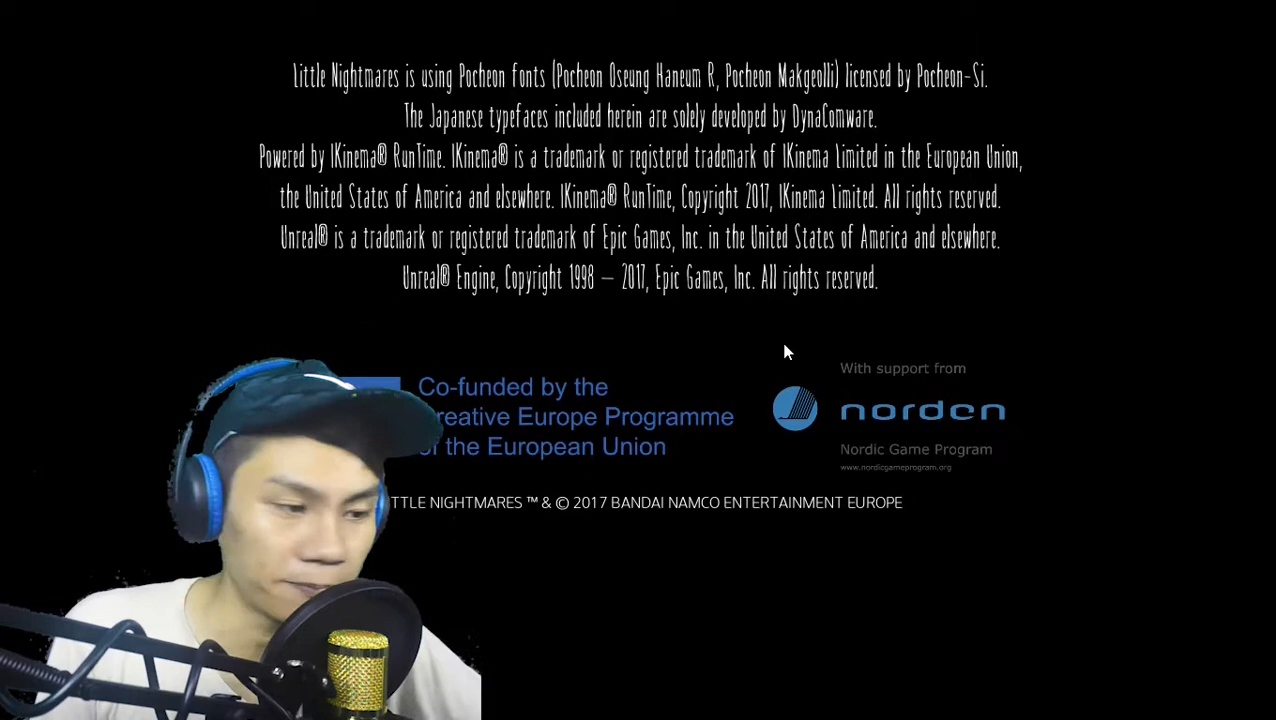 Little Nightmares is using Pocheon fonts (Pocheon Oseung Haneum R, Pocheon Makgeolli) licensed by Pocheon-Si.
The Japanese typefaces included herein are solely developed by DynaComware.
Powered by IKinema® RunTime. IKinema® is a trademark or registered trademark of IKinema Limited in the European Union,
the United States of America and elsewhere. IKinema® RunTime, Copyright 2017, IKinema Limited. All rights reserved.
Unreal® is a trademark or registered trademark of Epic Games, Inc. in the United States of America and elsewhere.
Unreal® Engine, Copyright 1998 – 2017, Epic Games, Inc. All rights reserved.
Co-funded by the
reative Europe Programme
of the European Union
With support from
norden
Nordic Game Program
www.nordicgameprogram.org
TTLE NIGHTMARES ™ & © 2017 BANDAI NAMCO ENTERTAINMENT EUROPE